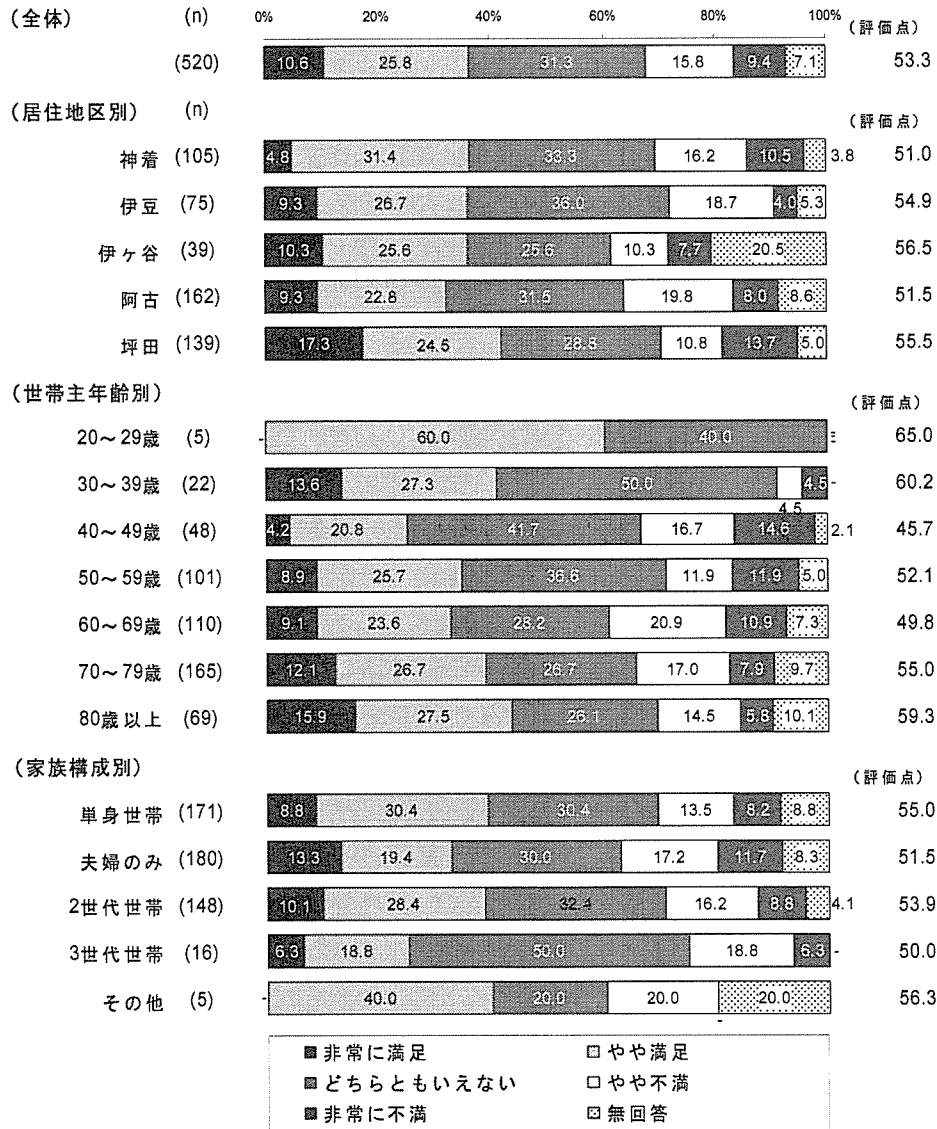 (全体) (n) 0% 20% 40% 60% 80% 100% (評価点)
(520) 10.6 25.8 31.3 15.8 9.4 7.1 53.3
(居住地区別) (n) (評価点)
神着 (105) 4.8 31.4 33.3 16.2 10.5 3.8 51.0
伊豆 (75) 9.3 26.7 36.0 18.7 4.0 5.3 54.9
伊ヶ谷 (39) 10.3 25.6 25.6 10.3 7.7 20.5 56.5
阿古 (162) 9.3 22.8 31.5 19.8 8.0 8.6 51.5
坪田 (139) 17.3 24.5 28.8 10.8 13.7 5.0 55.5
(世帯主年齢別) (評価点)
20~29歳 (5) - 60.0 40.0 65.0
30~39歳 (22) 13.6 27.3 50.0 4.5 4.5 - 60.2
40~49歳 (48) 4.2 20.8 41.7 16.7 14.6 2.1 45.7
50~59歳 (101) 8.9 25.7 36.6 11.9 11.9 5.0 52.1
60~69歳 (110) 9.1 23.6 28.2 20.9 10.9 7.3 49.8
70~79歳 (165) 12.1 26.7 26.7 17.0 7.9 9.7 55.0
80歳以上 (69) 15.9 27.5 26.1 14.5 5.8 10.1 59.3
(家族構成別) (評価点)
単身世帯 (171) 8.8 30.4 30.4 13.5 8.2 8.8 55.0
夫婦のみ (180) 13.3 19.4 30.0 17.2 11.7 8.3 51.5
2世代世帯 (148) 10.1 28.4 32.4 16.2 8.8 4.1 53.9
3世代世帯 (16) 6.3 18.8 50.0 18.8 6.3 - 50.0
その他 (5) - 40.0 20.0 20.0 - 20.0 56.3
非常に満足 やや満足
どちらともいえない やや不満
非常に不満 無回答